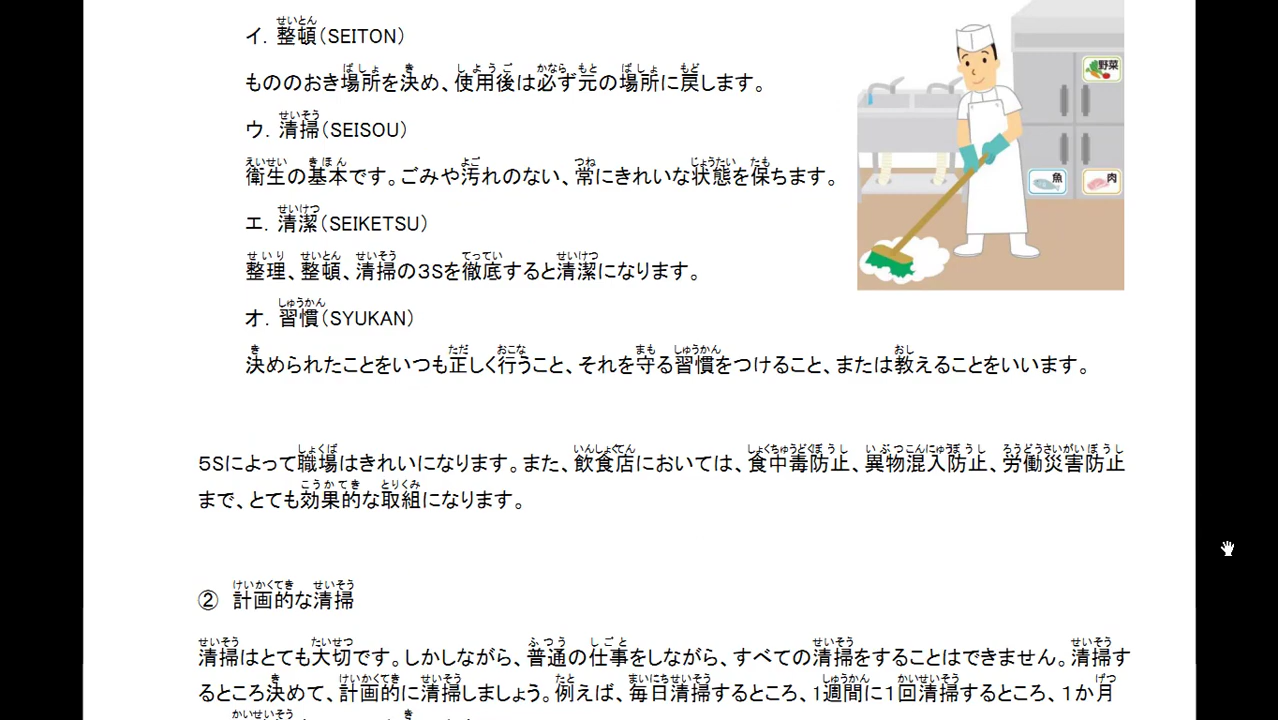 イ. 整頓(SEITON)
もののおき場所を決め、使用後は必ず元の場所に戻します。
ウ. 清掃(SEISOU)
衛生の基本です。ごみや汚れのない、常にきれいな状態を保ちます。
エ. 清潔(SEIKETSU)
整理、整頓、清掃の3Sを徹底すると清潔になります。
オ. 習慣(SYUKAN)
決められたことをいつも正しく行うこと、それを守る習慣をつけること、または教えることをいいます。
野菜
魚
肉
5Sによって職場はきれいになります。また、飲食店においては、食中毒防止、異物混入防止、労働災害防止
まで、とても効果的な取組になります。
② 計画的な清掃
清掃はとても大切です。しかしながら、普通の仕事をしながら、すべての清掃をすることはできません。清掃す
るところ決めて、計画的に清掃しましょう。例えば、毎日清掃するところ、1週間に1回清掃するところ、1か月